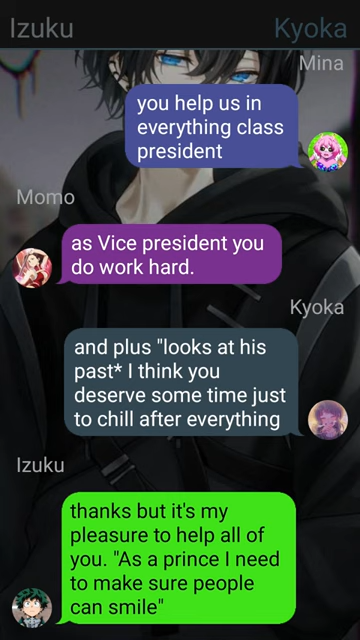 Izuku Kyoka
Mina
you help us in
everything class
president
Momo
as Vice president you
do work hard.
Kyoka
and plus "looks at his
past* I think you
deserve some time just
to chill after everything
Izuku
thanks but it's my
pleasure to help all of
you. "As a prince I need
to make sure people
can smile"